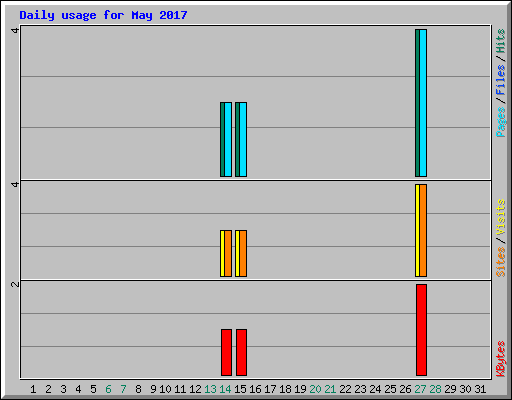 Daily usage for May 2017
4
Pages/Files/Hits
4
Sites/Visits
2
KBytes
1 2 3 4 5 6 7 8 9 10 11 12 13 14 15 16 17 18 19 20 21 22 23 24 25 26 27 28 29 30 31